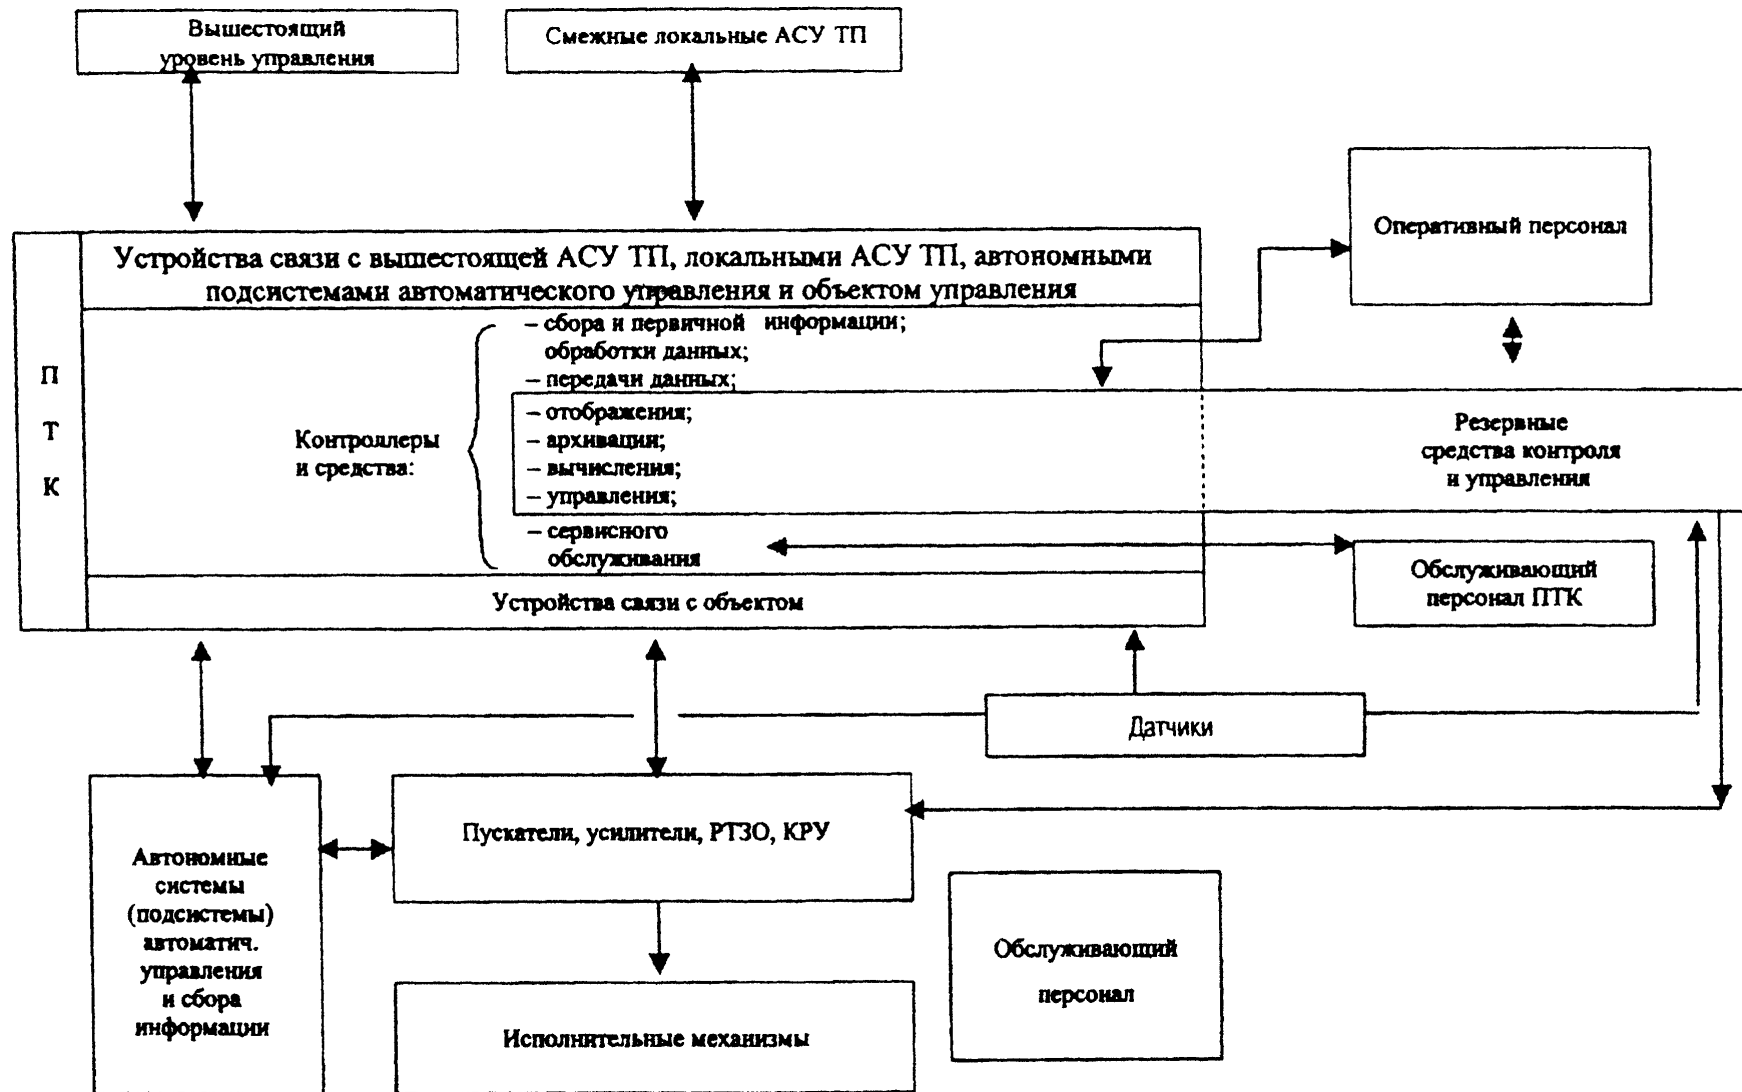 Вышестоящий
уровень управления
Смежные локальные АСУ ТП
Оперативный персонал
Устройства связи с вышестоящей АСУ ТП, локальными АСУ ТП, автономными
подсистемами автоматического управления и объектом управления
П
Т
К
Контроллеры
и средства:
– сбора и первичной информации;
обработки данных;
– передачи данных;
– отображения;
– архивации;
– вычисления;
– управления;
– сервисного
обслуживания
Резервные
средства контроля
и управления
Обслуживающий
персонал ПТК
Устройства связи с объектом
Датчики
Пускатели, усилители, РТЗО, КРУ
Автономные
системы
(подсистемы)
автоматич.
управления
и сбора
информации
Обслуживающий
персонал
Исполнительные механизмы